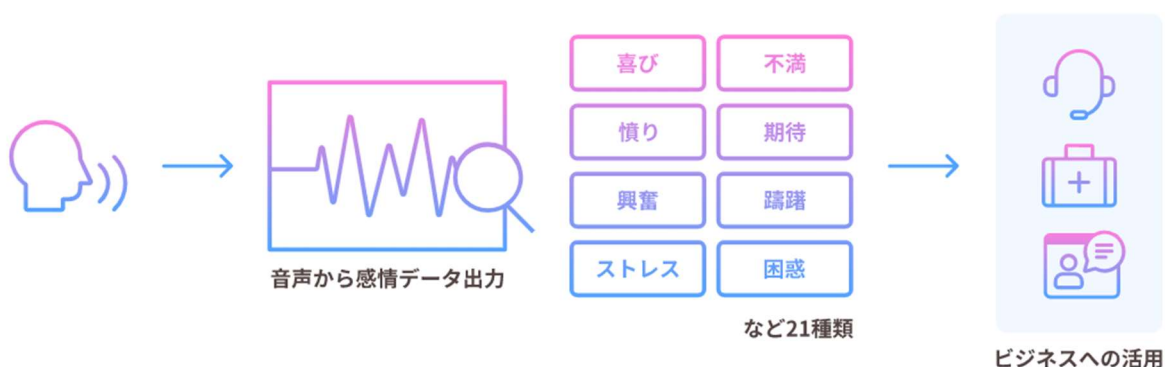 音声から感情データ出力
喜び
不満
憤り
期待
興奮
躊躇
ストレス
困惑
など21種類
ビジネスへの活用